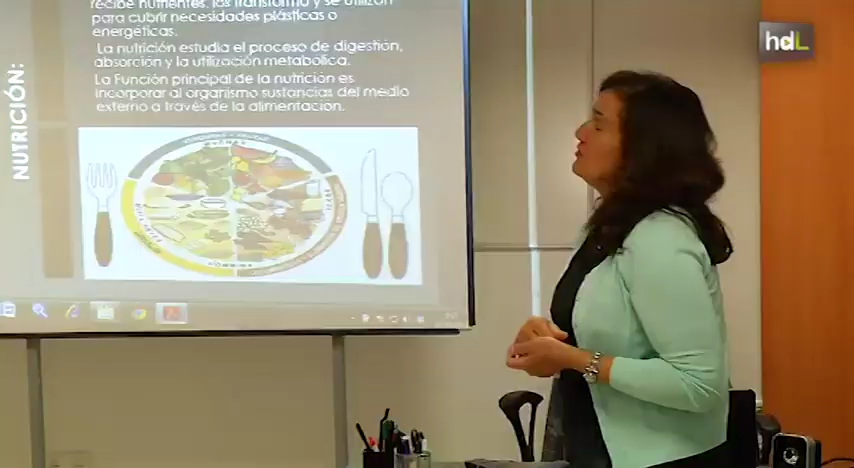 recibe nutrientes, los transforma y se utilizan
para cubrir necesidades plásticas o
energéticas.
La nutrición estudia el proceso de digestión,
absorción y la utilización metabolica.
La Función principal de la nutrición es
incorporar al organismo sustancias del medio
externo a través de la alimentación.
NUTRICIÓN:
hdL